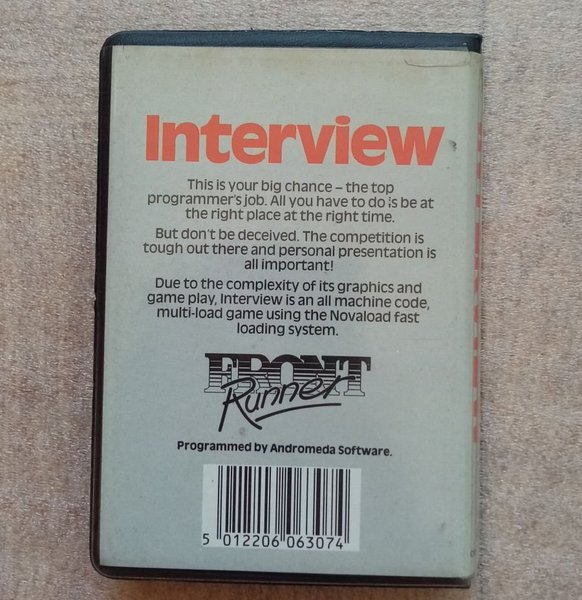 Interview
This is your big chance – the top
programmer's job. All you have to do is be at
the right place at the right time.
But don't be deceived. The competition is
tough out there and personal presentation is
all important!
Due to the complexity of its graphics and
game play, Interview is an all machine code,
multi-load game using the Novaload fast
loading system.
FRONT
Runner
Programmed by Andromeda Software.
5 012206 063074